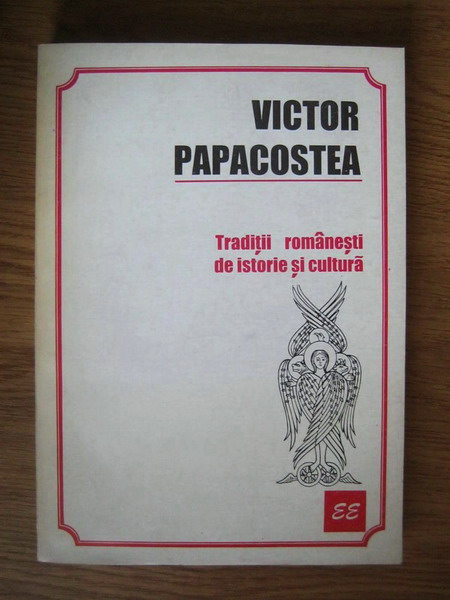 VICTOR
PAPACOSTEA
Tradiții românești
de istorie și cultură
EE